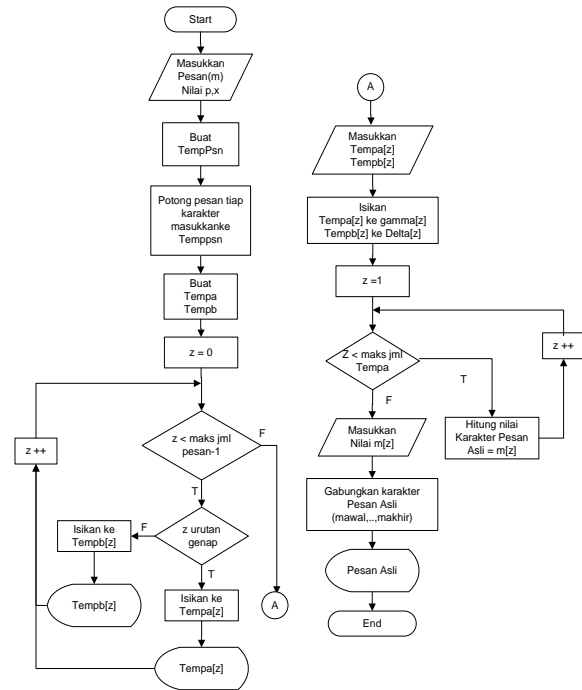 Start
Masukkan
Pesan(m)
Nilai p,x
Buat
TempPsn
Potong pesan tiap
karakter
masukkanke
Temppsn
Buat
Tempa
Tempb
z = 0
z ++
z < maks jml
pesan-1
F
T
z urutan
genap
F
Isikan ke
Tempb[z]
T
Tempb[z]
Isikan ke
Tempa[z]
A
Tempa[z]
A
Masukkan
Tempa[z]
Tempb[z]
Isikan
Tempa[z] ke gamma[z]
Tempb[z] ke Delta[z]
z =1
z ++
Z < maks jml
Tempa
T
F
Hitung nilai
Karakter Pesan
Asli = m[z]
Masukkan
Nilai m[z]
Gabungkan karakter
Pesan Asli
(mawal,..,makhir)
Pesan Asli
End